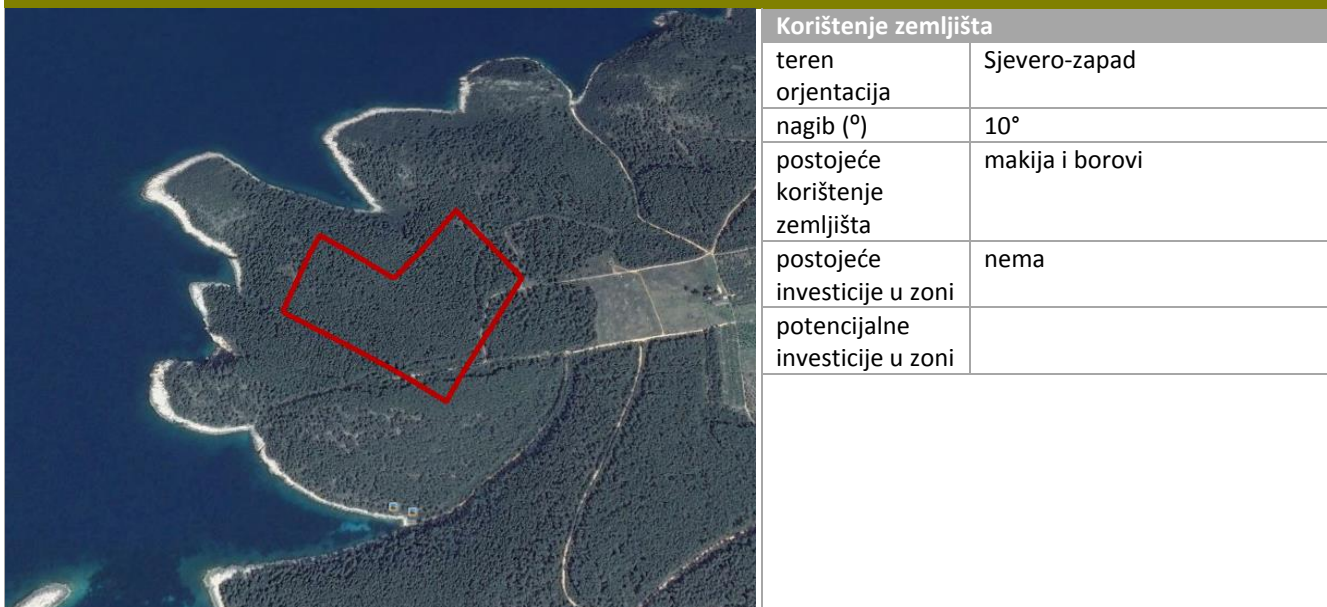 Korištenje zemljišta
teren Sjevero-zapad
orjentacija
nagib (⁰) 10°
postojeće makija i borovi
korištenje
zemljišta
postojeće nema
investicije u zoni
potencijalne
investicije u zoni